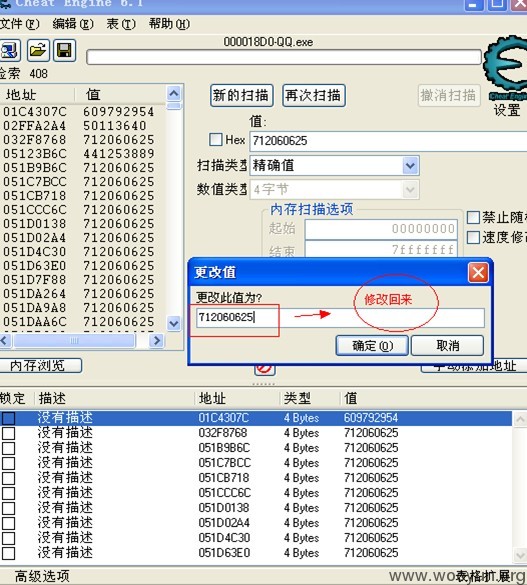 Cheat Engine 6.1
文件(F) 编辑(E) 表(T) 帮助(H)
000018D0-QQ.exe
检索 408
地址 值
01C4307C 609792954
02FFA2A4 50113640
032F8768 712060625
05123B6C 441253889
051B9B6C 712060625
051C7BCC 712060625
051CB718 712060625
051CCC6C 712060625
051D0138 712060625
051D02A4 712060625
051D4C30 712060625
051D63E0 712060625
051D7F88 712060625
051DA264 712060625
051DA9A8 712060625
051DAA6C 712060625
新的扫描 再次扫描 撤消扫描
设置
值:
Hex 712060625
扫描类型 精确值
数值类型 4字节
内存扫描选项
起始 00000000
结束 7fffffff
禁止随机
速度修改
更改值
更改此值为?
712060625
修改回来
确定(O) 取消
内存浏览 手动添加地址
锁定 描述 地址 类型 值
没有描述 01C4307C 4 Bytes 609792954
没有描述 032F8768 4 Bytes 712060625
没有描述 051B9B6C 4 Bytes 712060625
没有描述 051C7BCC 4 Bytes 712060625
没有描述 051CB718 4 Bytes 712060625
没有描述 051CCC6C 4 Bytes 712060625
没有描述 051D0138 4 Bytes 712060625
没有描述 051D02A4 4 Bytes 712060625
没有描述 051D4C30 4 Bytes 712060625
没有描述 051D63E0 4 Bytes 712060625
高级选项 表格扩展